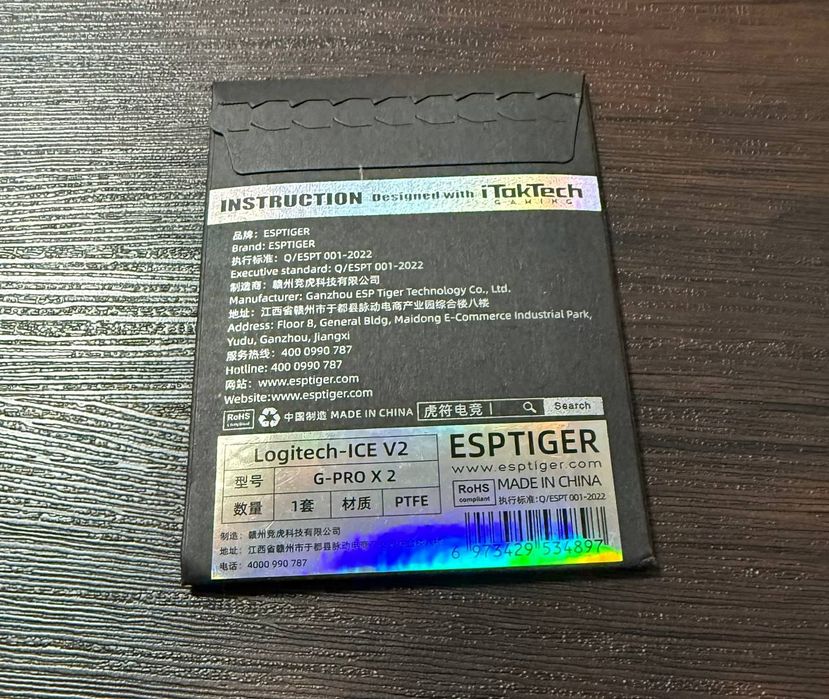 INSTRUCTION Designed with iTakTech
GAMING
品牌：ESPTIGER
Brand: ESPTIGER
执行标准：Q/ESPT 001-2022
Executive standard: Q/ESPT 001-2022
制造商：赣州竞虎科技有限公司
Manufacturer: Ganzhou ESP Tiger Technology Co., Ltd.
地址：江西省赣州市于都县脉动电商产业园综合楼八楼
Address: Floor 8, General Bldg, Maidong E-Commerce Industrial Park,
Yudu, Ganzhou, Jiangxi
服务热线：400 0990 787
Hotline: 400 0990 787
网站：www.esptiger.com
Website:www.esptiger.com
RoHS compliant 中国制造 MADE IN CHINA 虎符电竞 Search
Logitech-ICE V2
型号 G-PRO X 2
数量 1套 材质 PTFE
制造：赣州竞虎科技有限公司
地址：江西省赣州市于都县脉动电商
电话：4000 990 787
ESPTIGER
www.esptiger.com
RoHS compliant MADE IN CHINA
执行标准：Q/ESPT 001-2022
6 973429 534897